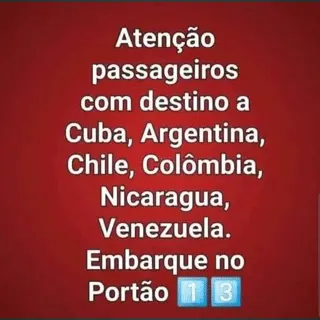 Atenção
passageiros
com destino a
Cuba, Argentina,
Chile, Colômbia,
Nicaragua,
Venezuela.
Embarque no
Portão 1️⃣3️⃣